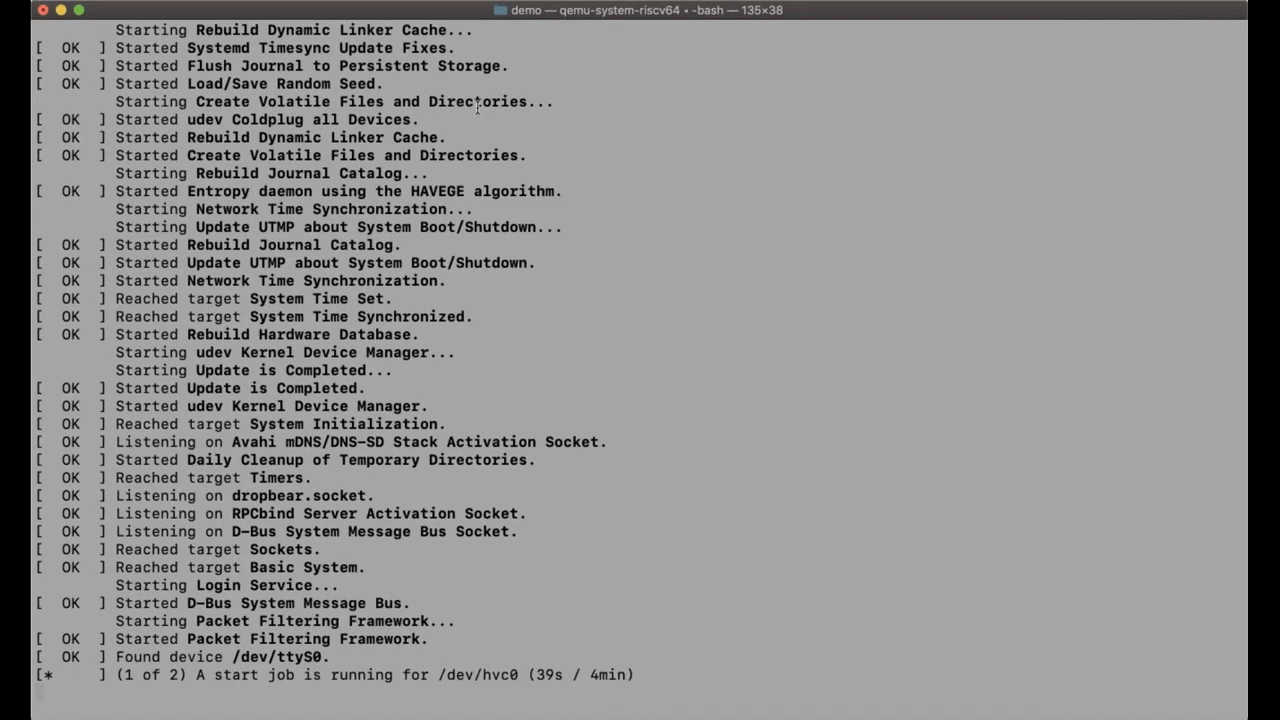 demo — qemu-system-riscv64 • -bash — 135×38
Starting Rebuild Dynamic Linker Cache...
[  OK  ] Started Systemd Timesync Update Fixes.
[  OK  ] Started Flush Journal to Persistent Storage.
[  OK  ] Started Load/Save Random Seed.
Starting Create Volatile Files and Directories...
[  OK  ] Started udev Coldplug all Devices.
[  OK  ] Started Rebuild Dynamic Linker Cache.
[  OK  ] Started Create Volatile Files and Directories.
Starting Rebuild Journal Catalog...
[  OK  ] Started Entropy daemon using the HAVEGE algorithm.
Starting Network Time Synchronization...
Starting Update UTMP about System Boot/Shutdown...
[  OK  ] Started Rebuild Journal Catalog.
[  OK  ] Started Update UTMP about System Boot/Shutdown.
[  OK  ] Started Network Time Synchronization.
[  OK  ] Reached target System Time Set.
[  OK  ] Reached target System Time Synchronized.
[  OK  ] Started Rebuild Hardware Database.
Starting udev Kernel Device Manager...
Starting Update is Completed...
[  OK  ] Started Update is Completed.
[  OK  ] Started udev Kernel Device Manager.
[  OK  ] Reached target System Initialization.
[  OK  ] Listening on Avahi mDNS/DNS-SD Stack Activation Socket.
[  OK  ] Started Daily Cleanup of Temporary Directories.
[  OK  ] Reached target Timers.
[  OK  ] Listening on dropbear.socket.
[  OK  ] Listening on RPCbind Server Activation Socket.
[  OK  ] Listening on D-Bus System Message Bus Socket.
[  OK  ] Reached target Sockets.
[  OK  ] Reached target Basic System.
Starting Login Service...
[  OK  ] Started D-Bus System Message Bus.
Starting Packet Filtering Framework...
[  OK  ] Started Packet Filtering Framework.
[  OK  ] Found device /dev/ttyS0.
[*     ] (1 of 2) A start job is running for /dev/hvc0 (39s / 4min)